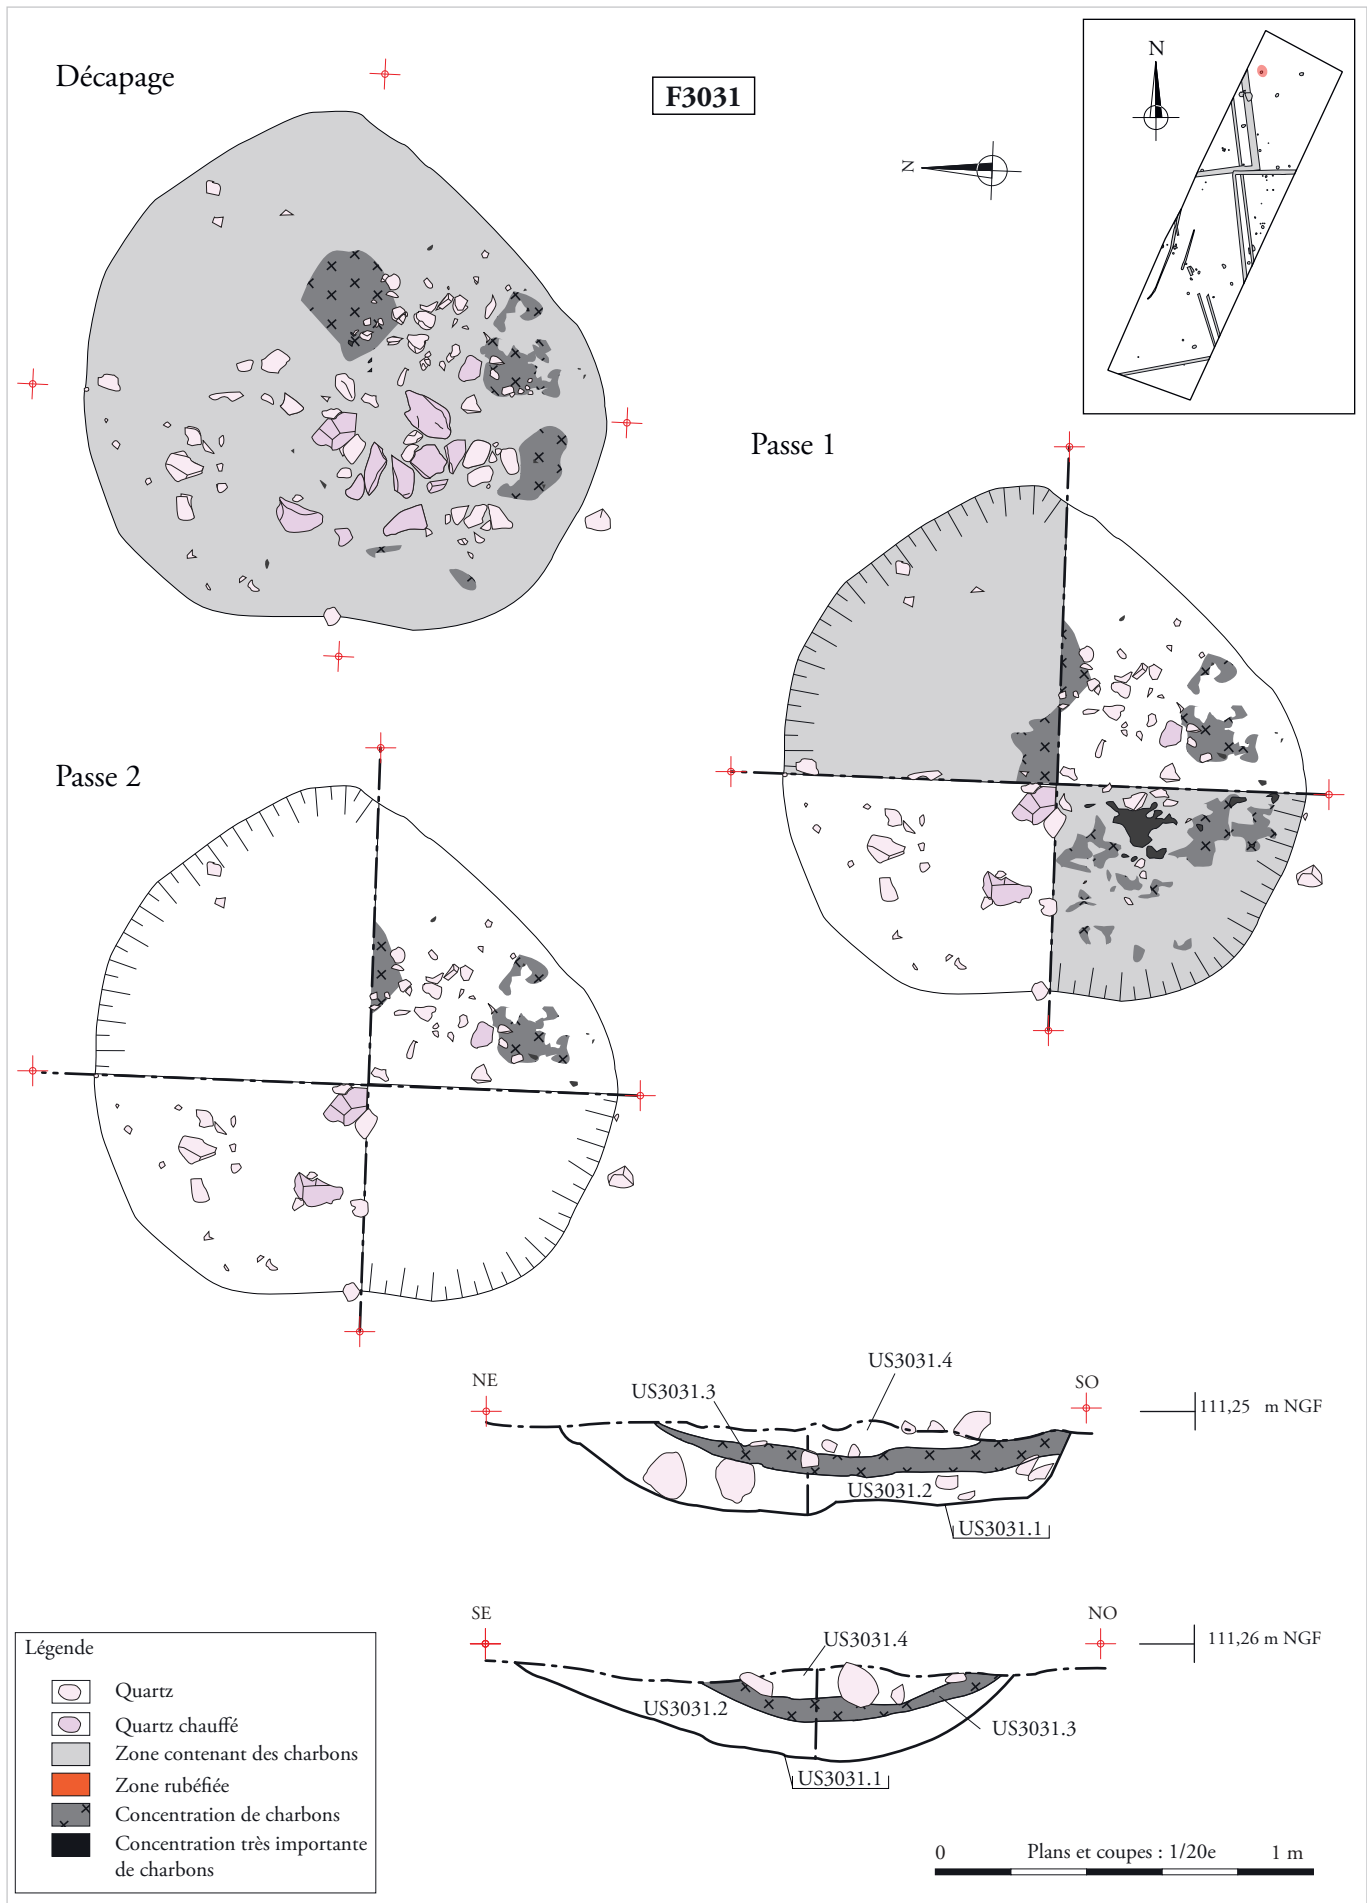 Décapage
F3031
N
N
Passe 1
Passe 2
US3031.4
NE
US3031.3
SO
111,25 m NGF
US3031.2
US3031.1
SE
NO
US3031.4
111,26 m NGF
US3031.2
US3031.3
US3031.1
Légende
Quartz
Quartz chauffé
Zone contenant des charbons
Zone rubéfiée
Concentration de charbons
Concentration très importante
de charbons
0 Plans et coupes : 1/20e 1 m